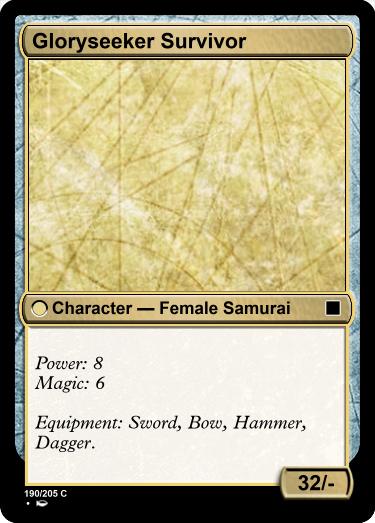 Gloryseeker Survivor
Character — Female Samurai
Power: 8
Magic: 6
Equipment: Sword, Bow, Hammer,
Dagger.
32/-
190/205 C